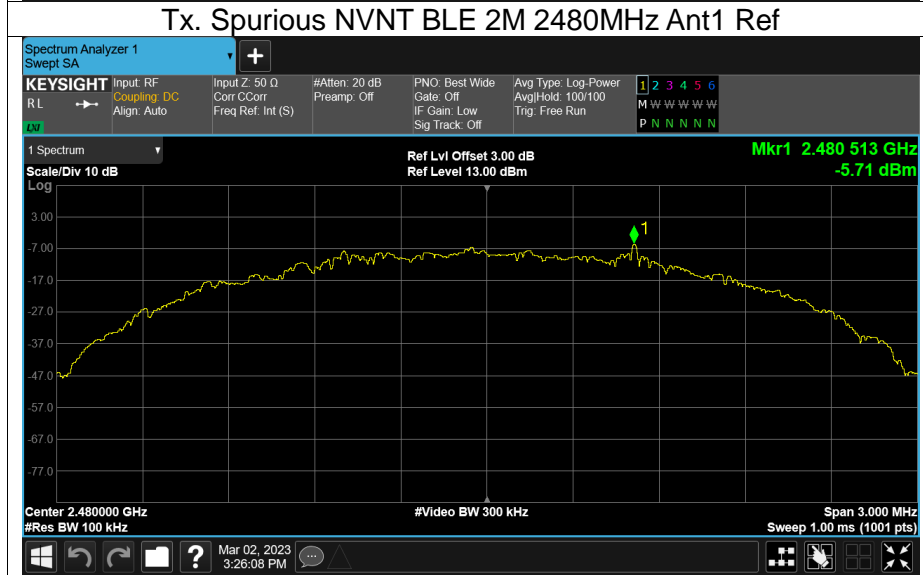 Tx. Spurious NVNT BLE 2M 2480MHz Ant1 Ref
Spectrum Analyzer 1
Swept SA
KEYSIGHT
R L
LXI
Input: RF
Coupling: DC
Align: Auto
Input Z: 50 Ω
Corr CCorr
Freq Ref: Int (S)
#Atten: 20 dB
Preamp: Off
PNO: Best Wide
Gate: Off
IF Gain: Low
Sig Track: Off
Avg Type: Log-Power
Avg|Hold: 100/100
Trig: Free Run
1 2 3 4 5 6
M W W W W W
P N N N N N
1 Spectrum
Scale/Div 10 dB
Ref Lvl Offset 3.00 dB
Ref Level 13.00 dBm
Mkr1 2.480 513 GHz
-5.71 dBm
Log
3.00
-7.00
-17.0
-27.0
-37.0
-47.0
-57.0
-67.0
-77.0
1
Center 2.480000 GHz
#Res BW 100 kHz
#Video BW 300 kHz
Span 3.000 MHz
Sweep 1.00 ms (1001 pts)
?
Mar 02, 2023
3:26:08 PM